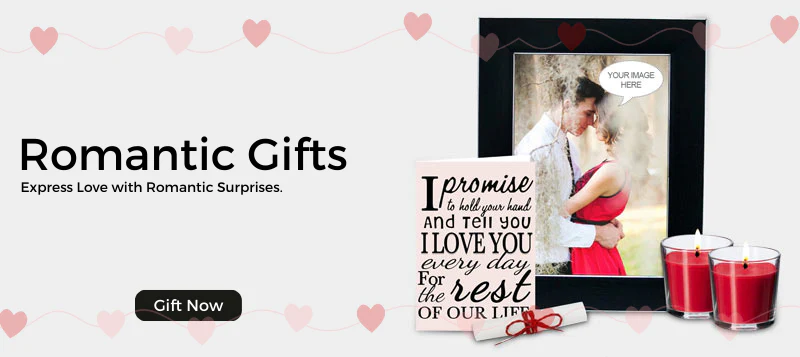 Romantic Gifts
Express Love with Romantic Surprises.
Gift Now
YOUR IMAGE
HERE
I promise
to hold your hand
And Tell you
I LOVE YOU
every day
For
the rest
OF OUR LIFE